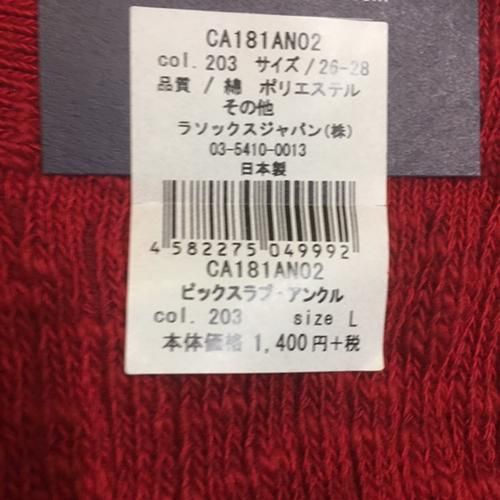 CA181AN02
col. 203 サイズ/26-28
品質 / 綿 ポリエステル
その他
ラソックスジャパン(株)
03-5410-0013
日本製
4 582275 049992
CA181AN02
ビックスラブ・アンクル
col. 203 size L
本体価格 1,400円+税